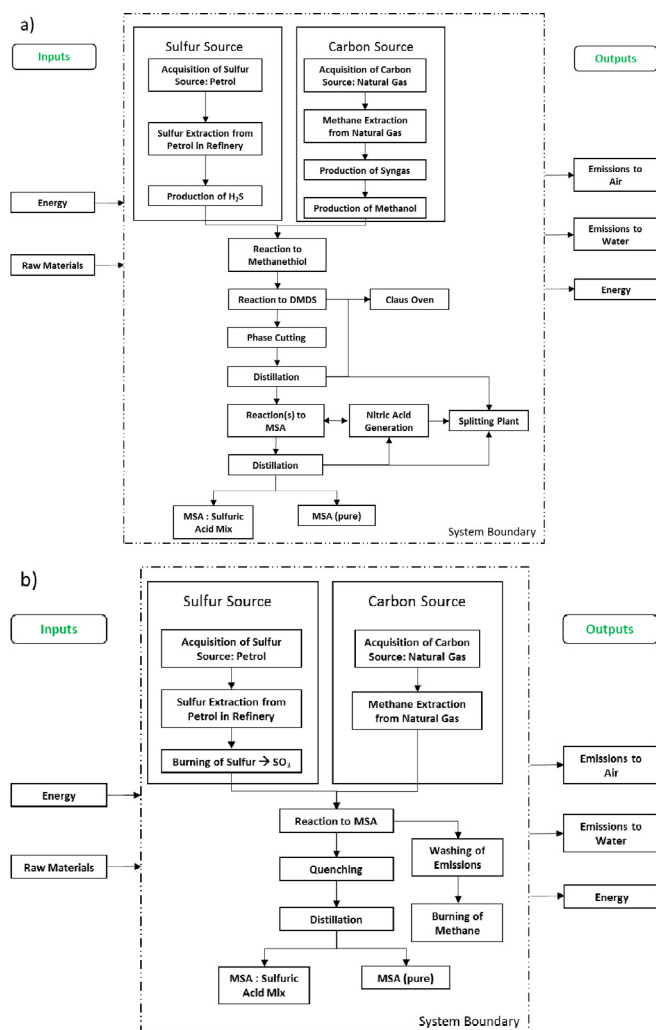 a)
Inputs
Outputs
Sulfur Source
Carbon Source
Acquisition of Sulfur
Source: Petrol
Acquisition of Carbon
Source: Natural Gas
Sulfur Extraction from
Petrol in Refinery
Methane Extraction
from Natural Gas
Production of Syngas
Production of H₂S
Production of Methanol
Energy
Raw Materials
Emissions to
Air
Emissions to
Water
Energy
Reaction to
Methanethiol
Reaction to DMDS
Claus Oven
Phase Cutting
Distillation
Reaction(s) to
MSA
Nitric Acid
Generation
Splitting Plant
Distillation
MSA : Sulfuric
Acid Mix
MSA (pure)
System Boundary
b)
Inputs
Outputs
Sulfur Source
Carbon Source
Acquisition of Sulfur
Source: Petrol
Acquisition of Carbon
Source: Natural Gas
Sulfur Extraction from
Petrol in Refinery
Methane Extraction
from Natural Gas
Burning of Sulfur → SO₃
Energy
Raw Materials
Emissions to
Air
Emissions to
Water
Energy
Reaction to MSA
Washing of
Emissions
Quenching
Burning of
Methane
Distillation
MSA : Sulfuric
Acid Mix
MSA (pure)
System Boundary